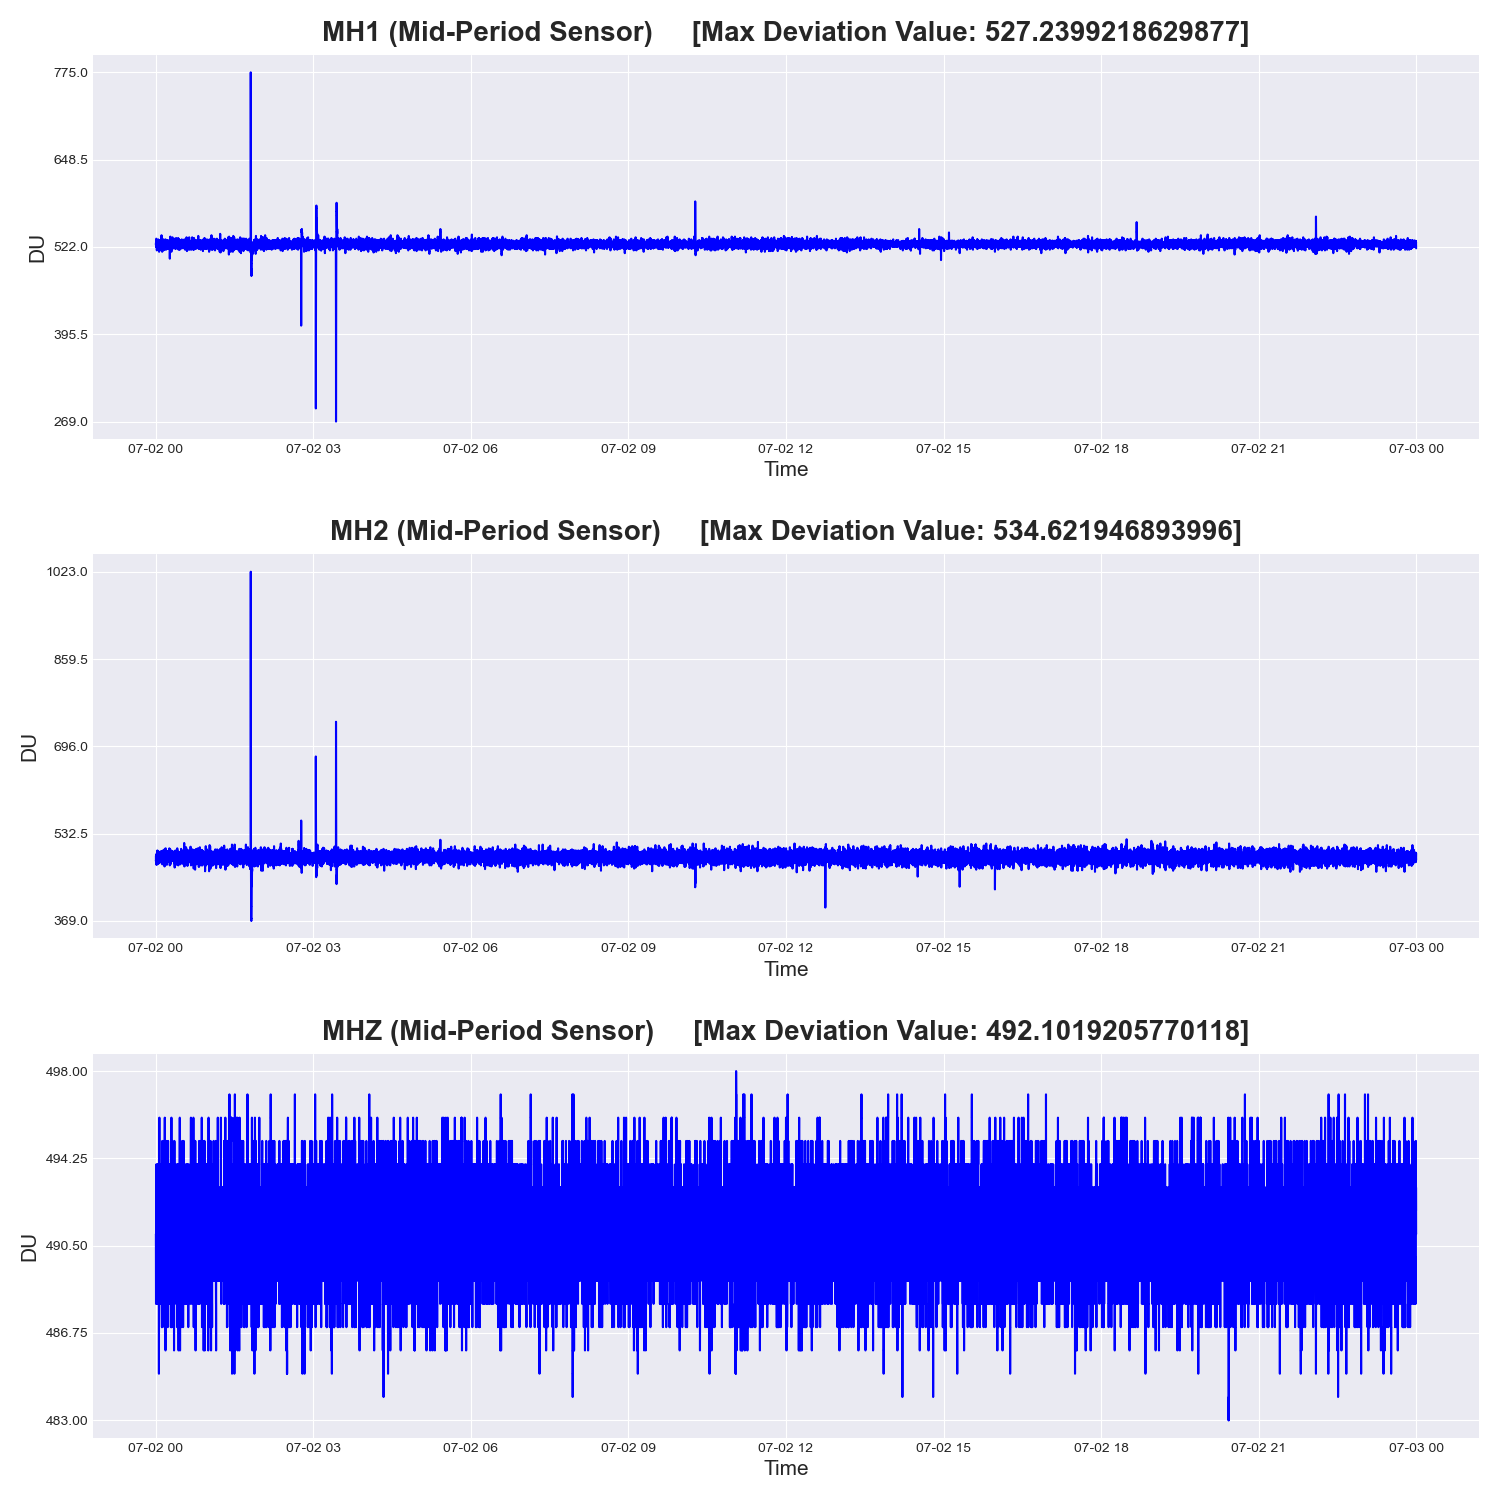 MH1 (Mid-Period Sensor) [Max Deviation Value: 527.2399218629877]
775.0
648.5
522.0
395.5
269.0
DU
07-02 00 07-02 03 07-02 06 07-02 09 07-02 12 07-02 15 07-02 18 07-02 21 07-03 00
Time
MH2 (Mid-Period Sensor) [Max Deviation Value: 534.621946893996]
1023.0
859.5
696.0
532.5
369.0
DU
07-02 00 07-02 03 07-02 06 07-02 09 07-02 12 07-02 15 07-02 18 07-02 21 07-03 00
Time
MHZ (Mid-Period Sensor) [Max Deviation Value: 492.1019205770118]
498.00
494.25
490.50
486.75
483.00
DU
07-02 00 07-02 03 07-02 06 07-02 09 07-02 12 07-02 15 07-02 18 07-02 21 07-03 00
Time